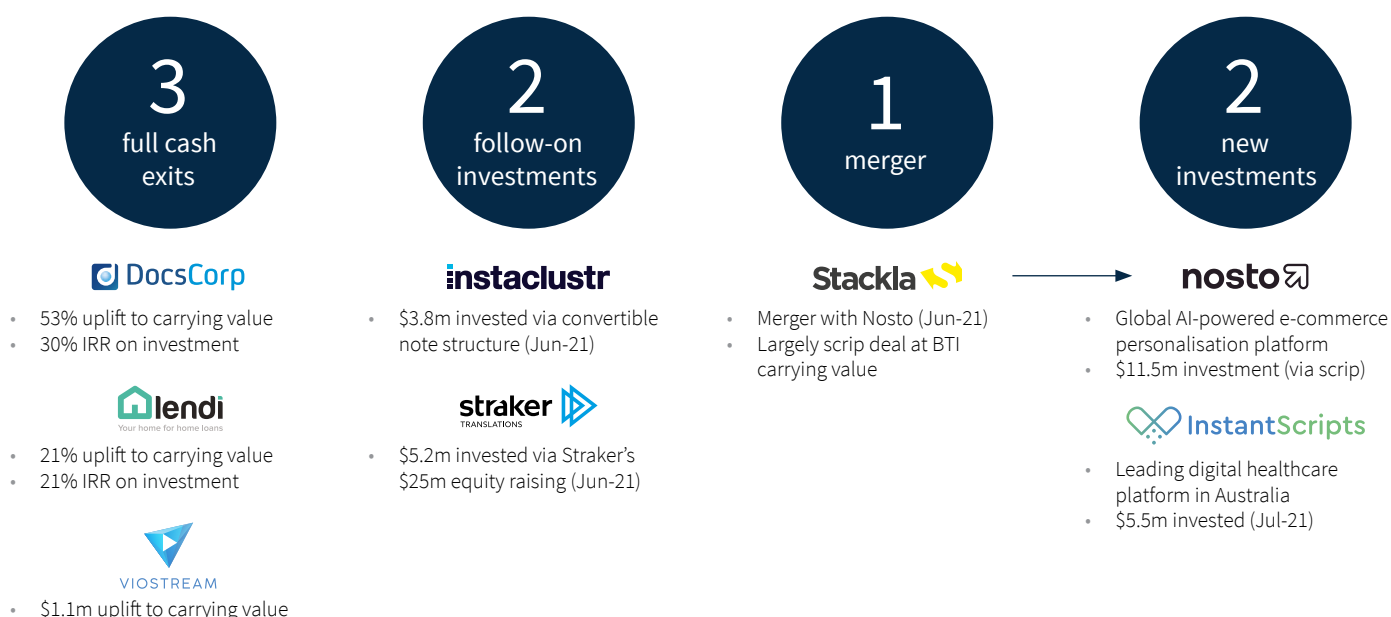 3
full cash
exits
DocsCorp
• 53% uplift to carrying value
• 30% IRR on investment
lendi
Your home for home loans
• 21% uplift to carrying value
• 21% IRR on investment
VIOSTREAM
• $1.1m uplift to carrying value
2
follow-on
investments
instaclustr
• $3.8m invested via convertible
note structure (Jun-21)
straker
TRANSLATIONS
• $5.2m invested via Straker’s
$25m equity raising (Jun-21)
1
merger
Stackla
• Merger with Nosto (Jun-21)
• Largely scrip deal at BTI
carrying value
2
new
investments
nosto
• Global AI-powered e-commerce
personalisation platform
• $11.5m investment (via scrip)
InstantScripts
• Leading digital healthcare
platform in Australia
• $5.5m invested (Jul-21)